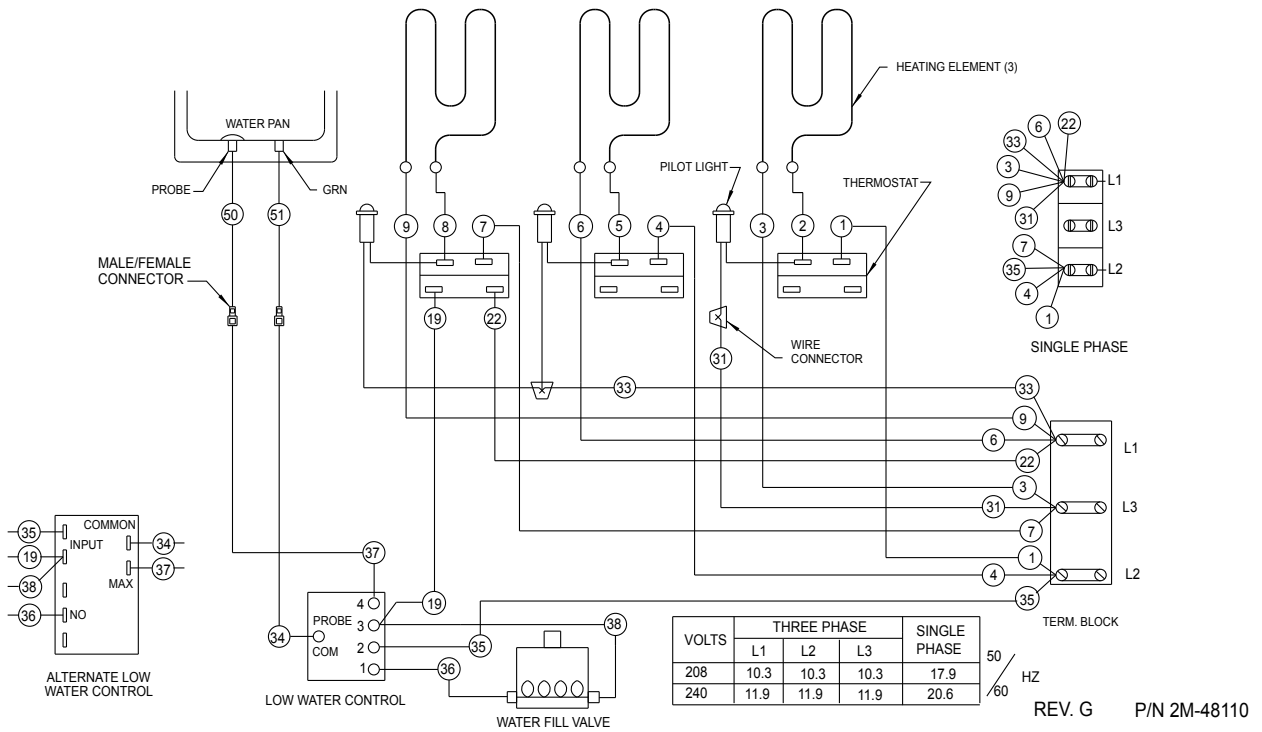 HEATING ELEMENT (3)
WATER PAN
PROBE
GRN
PILOT LIGHT
THERMOSTAT
50
51
9
8
7
6
5
4
3
2
1
MALE/FEMALE
CONNECTOR
19
22
WIRE
CONNECTOR
31
33
6
22
33
3
9
31
7
35
4
1
L1
L3
L2
SINGLE PHASE
33
9
6
22
3
31
7
1
4
35
L1
L3
L2
TERM. BLOCK
35
19
38
36
COMMON
INPUT
MAX
NO
34
37
ALTERNATE LOW
WATER CONTROL
37
34
PROBE
COM
4
3
2
1
19
38
35
36
LOW WATER CONTROL
WATER FILL VALVE
VOLTS THREE PHASE SINGLE PHASE
L1 L2 L3
208 10.3 10.3 10.3 17.9
240 11.9 11.9 11.9 20.6
50/60 HZ
REV. G P/N 2M-48110